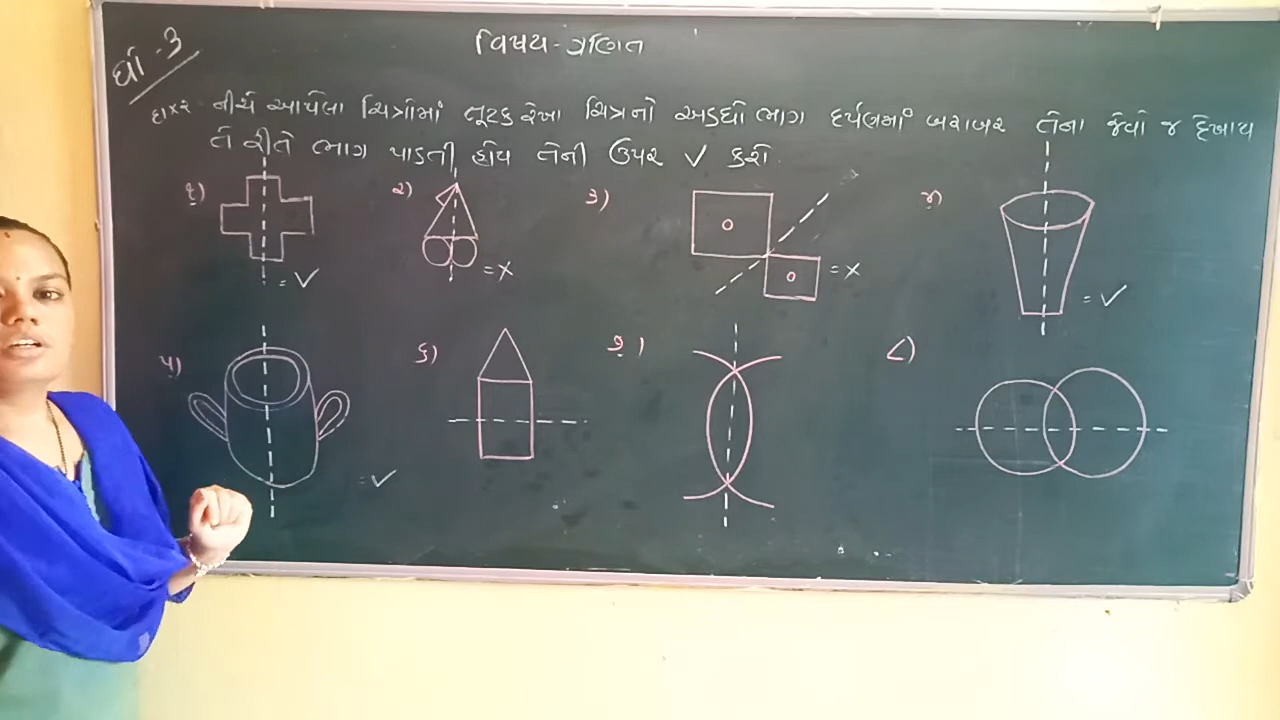 ધો - 3
વિષય - ગણિત
દા×૨ નીચે આપેલા ચિત્રોમાં તૂટક રેખા ચિત્રનો અડધો ભાગ દર્પણમાં બરાબર તેના જેવો જ દેખાય
તે રીતે ભાગ પાડતી હોય તેની ઉપર ✓ કરો.
૧) = ✓
૨) = ×
૩) = ×
૪) = ✓
૫) = ✓
૬)
૭)
૮)